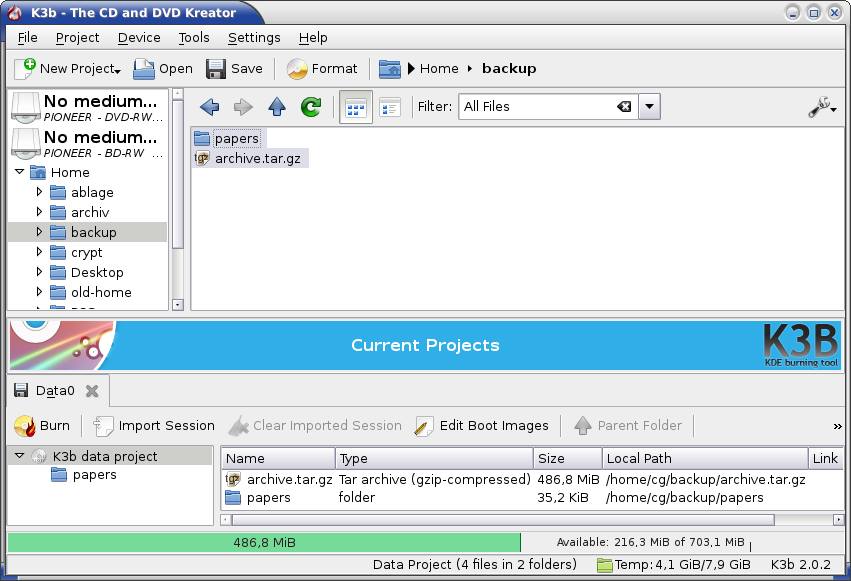 K3b - The CD and DVD Kreator
File Project Device Tools Settings Help
New Project Open Save Format Home backup
No medium...
PIONEER - DVD-RW...
No medium...
PIONEER - BD-RW ...
Home
ablage
archiv
backup
crypt
Desktop
old-home
Filter: All Files
papers
archive.tar.gz
Current Projects
K3B
KDE burning tool
Data0
Burn Import Session Clear Imported Session Edit Boot Images Parent Folder »
K3b data project
papers
Name Type Size Local Path Link
archive.tar.gz Tar archive (gzip-compressed) 486,8 MiB /home/cg/backup/archive.tar.gz
papers folder 35,2 KiB /home/cg/backup/papers
486,8 MiB Available: 216,3 MiB of 703,1 MiB
Data Project (4 files in 2 folders) Temp: 4,1 GiB/7,9 GiB K3b 2.0.2